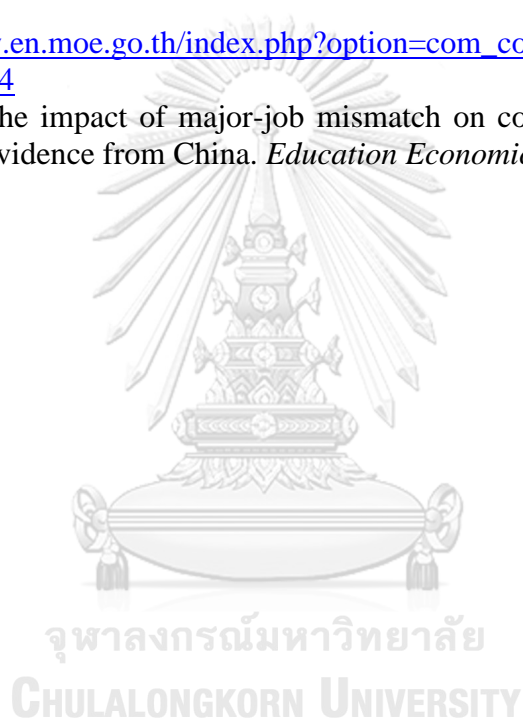 .en.moe.go.th/index.php?option=com_co
4
he impact of major-job mismatch on co
vidence from China. Education Economic
จุฬาลงกรณ์มหาวิทยาลัย
CHULALONGKORN UNIVERSITY